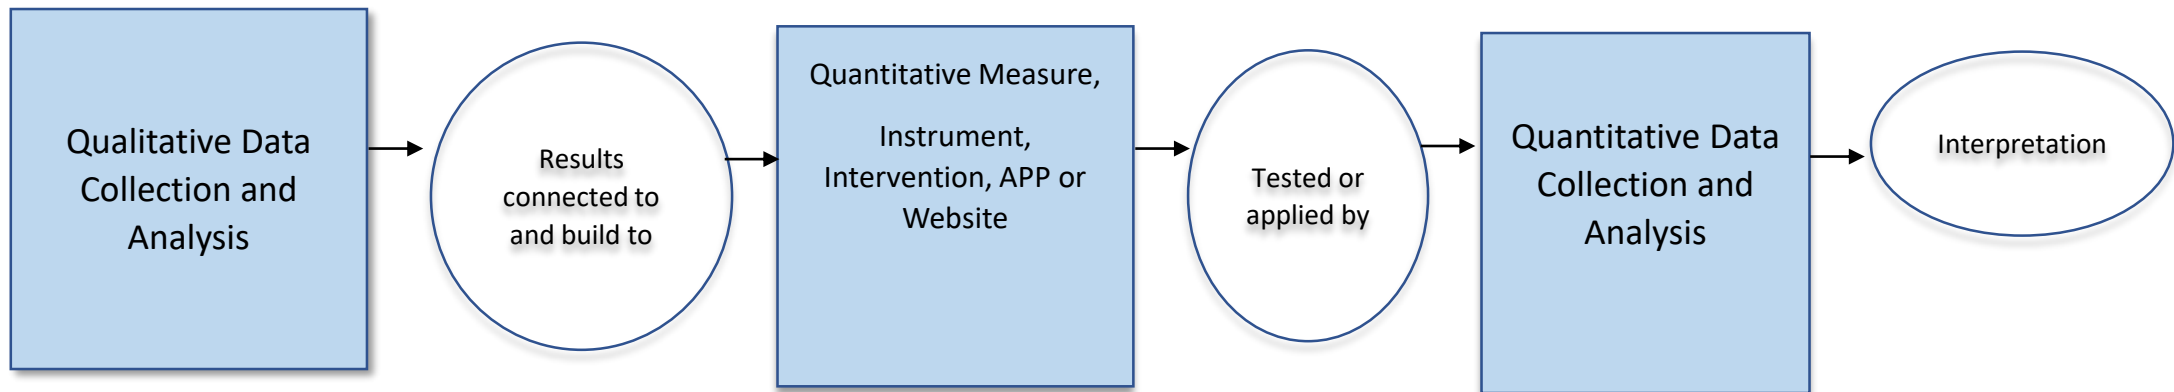 Qualitative Data
Collection and
Analysis
Results
connected to
and build to
Quantitative Measure,
Instrument,
Intervention, APP or
Website
Tested or
applied by
Quantitative Data
Collection and
Analysis
Interpretation